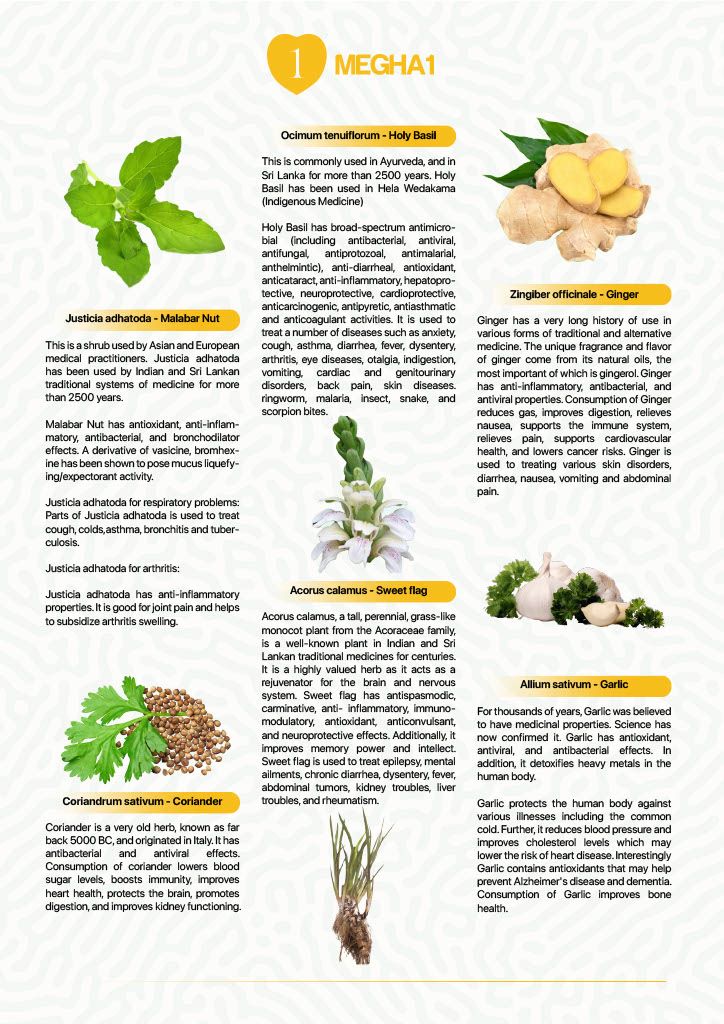 1 MEGHA1
Justicia adhatoda - Malabar Nut
This is a shrub used by Asian and European
medical practitioners. Justicia adhatoda
has been used by Indian and Sri Lankan
traditional systems of medicine for more
than 2500 years.
Malabar Nut has antioxidant, anti-inflam-
matory, antibacterial, and bronchodilator
effects. A derivative of vasicine, bromhex-
ine has been shown to pose mucus liquefy-
ing/expectorant activity.
Justicia adhatoda for respiratory problems:
Parts of Justicia adhatoda is used to treat
cough, colds,asthma, bronchitis and tuber-
culosis.
Justicia adhatoda for arthritis:
Justicia adhatoda has anti-inflammatory
properties. It is good for joint pain and helps
to subsidize arthritis swelling.
Coriandrum sativum - Coriander
Coriander is a very old herb, known as far
back 5000 BC, and originated in Italy. It has
antibacterial and antiviral effects.
Consumption of coriander lowers blood
sugar levels, boosts immunity, improves
heart health, protects the brain, promotes
digestion, and improves kidney functioning.
Ocimum tenuiflorum - Holy Basil
This is commonly used in Ayurveda, and in
Sri Lanka for more than 2500 years. Holy
Basil has been used in Hela Wedakama
(Indigenous Medicine)
Holy Basil has broad-spectrum antimicro-
bial (including antibacterial, antiviral,
antifungal, antiprotozoal, antimalarial,
anthelmintic), anti-diarrheal, antioxidant,
anticataract, anti-inflammatory, hepatopro-
tective, neuroprotective, cardioprotective,
anticarcinogenic, antipyretic, antiasthmatic
and anticoagulant activities. It is used to
treat a number of diseases such as anxiety,
cough, asthma, diarrhea, fever, dysentery,
arthritis, eye diseases, otalgia, indigestion,
vomiting, cardiac and genitourinary
disorders, back pain, skin diseases.
ringworm, malaria, insect, snake, and
scorpion bites.
Acorus calamus - Sweet flag
Acorus calamus, a tall, perennial, grass-like
monocot plant from the Acoraceae family,
is a well-known plant in Indian and Sri
Lankan traditional medicines for centuries.
It is a highly valued herb as it acts as a
rejuvenator for the brain and nervous
system. Sweet flag has antispasmodic,
carminative, anti- inflammatory, immuno-
modulatory, antioxidant, anticonvulsant,
and neuroprotective effects. Additionally, it
improves memory power and intellect.
Sweet flag is used to treat epilepsy, mental
ailments, chronic diarrhea, dysentery, fever,
abdominal tumors, kidney troubles, liver
troubles, and rheumatism.
Zingiber officinale - Ginger
Ginger has a very long history of use in
various forms of traditional and alternative
medicine. The unique fragrance and flavor
of ginger come from its natural oils, the
most important of which is gingerol. Ginger
has anti-inflammatory, antibacterial, and
antiviral properties. Consumption of Ginger
reduces gas, improves digestion, relieves
nausea, supports the immune system,
relieves pain, supports cardiovascular
health, and lowers cancer risks. Ginger is
used to treating various skin disorders,
diarrhea, nausea, vomiting and abdominal
pain.
Allium sativum - Garlic
For thousands of years, Garlic was believed
to have medicinal properties. Science has
now confirmed it. Garlic has antioxidant,
antiviral, and antibacterial effects. In
addition, it detoxifies heavy metals in the
human body.
Garlic protects the human body against
various illnesses including the common
cold. Further, it reduces blood pressure and
improves cholesterol levels which may
lower the risk of heart disease. Interestingly
Garlic contains antioxidants that may help
prevent Alzheimer's disease and dementia.
Consumption of Garlic improves bone
health.